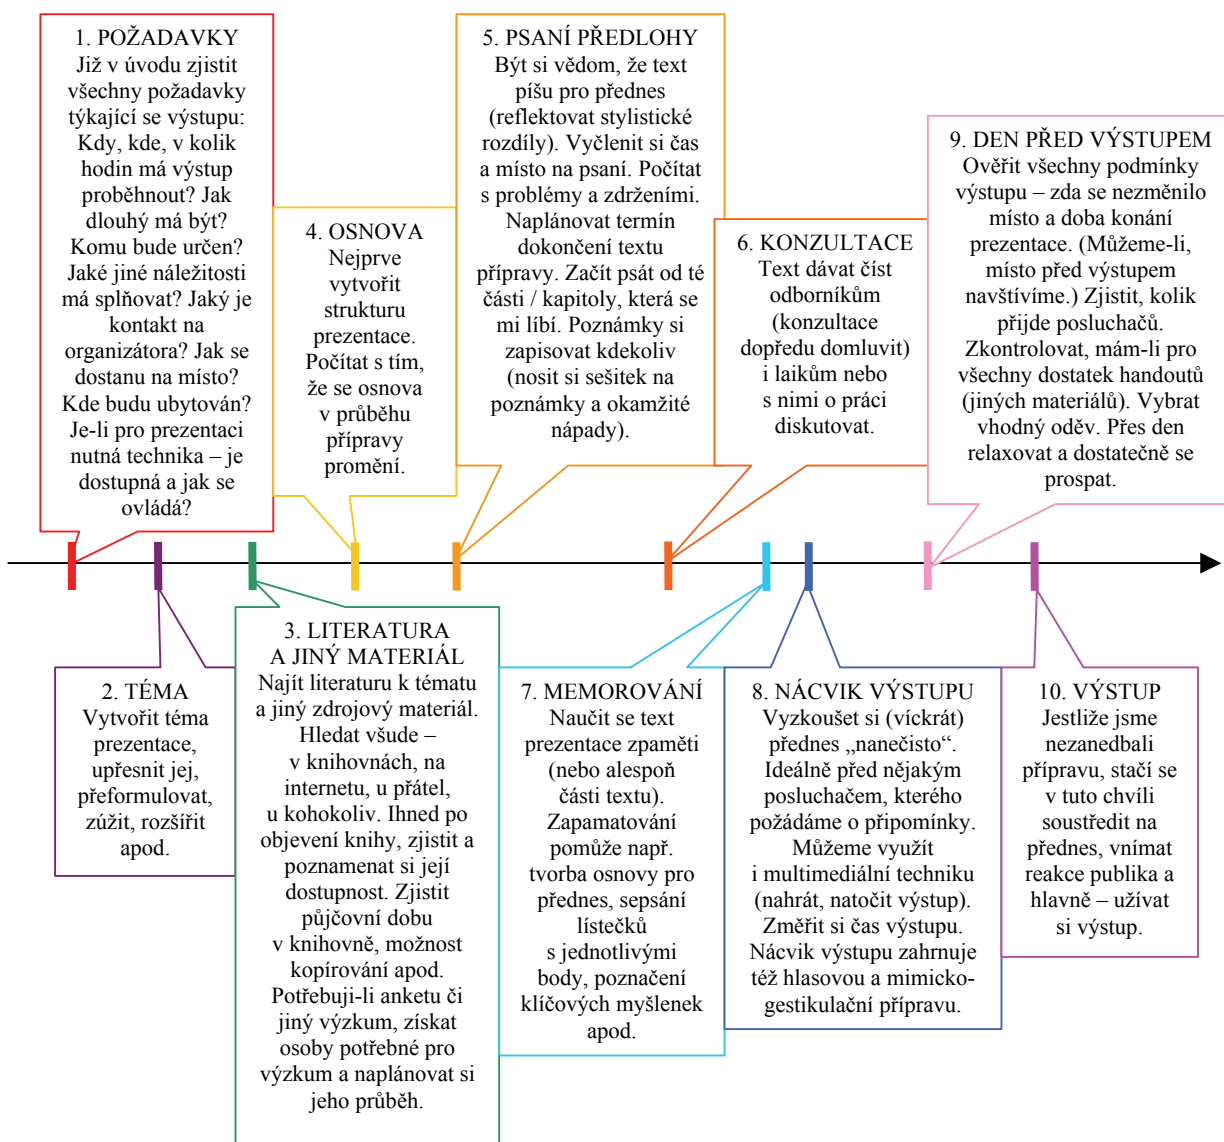 1. POŽADAVKY
Již v úvodu zjistit
všechny požadavky
týkající se výstupu:
Kdy, kde, v kolik
hodin má výstup
proběhnout? Jak
dlouhý má být?
Komu bude určen?
Jaké jiné náležitosti
má splňovat? Jaký je
kontakt na
organizátora? Jak se
dostanu na místo?
Kde budu ubytován?
Je-li pro prezentaci
nutná technika – je
dostupná a jak se
ovládá?
2. TÉMA
Vytvořit téma
prezentace,
upřesnit jej,
přeformulovat,
zúžit, rozšířit
apod.
3. LITERATURA
A JINÝ MATERIÁL
Najít literaturu k tématu
a jiný zdrojový materiál.
Hledat všude –
v knihovnách, na
internetu, u přátel,
u kohokoliv. Ihned po
objevení knihy, zjistit a
poznamenat si její
dostupnost. Zjistit
půjčovní dobu
v knihovně, možnost
kopírování apod.
Potřebuji-li anketu či
jiný výzkum, získat
osoby potřebné pro
výzkum a naplánovat si
jeho průběh.
4. OSNOVA
Nejprve
vytvořit
strukturu
prezentace.
Počítat s tím,
že se osnova
v průběhu
přípravy
promění.
5. PSANÍ PŘEDLOHY
Být si vědom, že text
píšu pro přednes
(reflektovat stylistické
rozdíly). Vyčlenit si čas
a místo na psaní. Počítat
s problémy a zdrženími.
Naplánovat termín
dokončení textu
přípravy. Začít psát od té
části / kapitoly, která se
mi líbí. Poznámky si
zapisovat kdekoliv
(nosit si sešitek na
poznámky a okamžité
nápady).
6. KONZULTACE
Text dávat číst
odborníkům
(konzultace
dopředu domluvit)
i laikům nebo
s nimi o práci
diskutovat.
7. MEMOROVÁNÍ
Naučit se text
prezentace zpaměti
(nebo alespoň
části textu).
Zapamatování
pomůže např.
tvorba osnovy pro
přednes, sepsání
lístečků
s jednotlivými
body, poznačení
klíčových myšlenek
apod.
8. NÁCVIK VÝSTUPU
Vyzkoušet si (víckrát)
přednes „nanečisto“.
Ideálně před nějakým
posluchačem, kterého
požádáme o připomínky.
Můžeme využít
i multimediální techniku
(nahrát, natočit výstup).
Změřit si čas výstupu.
Nácvik výstupu zahrnuje
též hlasovou a mimicko-
gestikulační přípravu.
9. DEN PŘED VÝSTUPEM
Ověřit všechny podmínky
výstupu – zda se nezměnilo
místo a doba konání
prezentace. (Můžeme-li,
místo před výstupem
navštívíme.) Zjistit, kolik
přijde posluchačů.
Zkontrolovat, mám-li pro
všechny dostatek handoutů
(jiných materiálů). Vybrat
vhodný oděv. Přes den
relaxovat a dostatečně se
prospat.
10. VÝSTUP
Jestliže jsme
nezanedbali
přípravu, stačí se
v tuto chvíli
soustředit na
přednes, vnímat
reakce publika a
hlavně – užívat
si výstup.